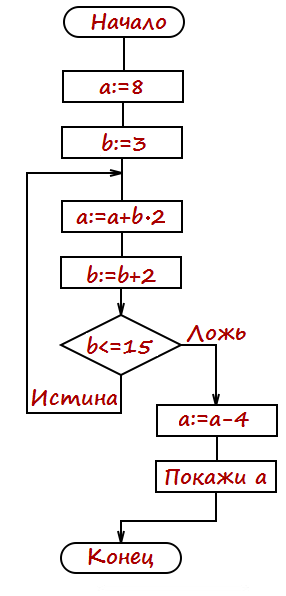 Начало
a:=8
b:=3
a:=a+b·2
b:=b+2
b<=15
Ложь
Истина
a:=a-4
Покажи a
Конец